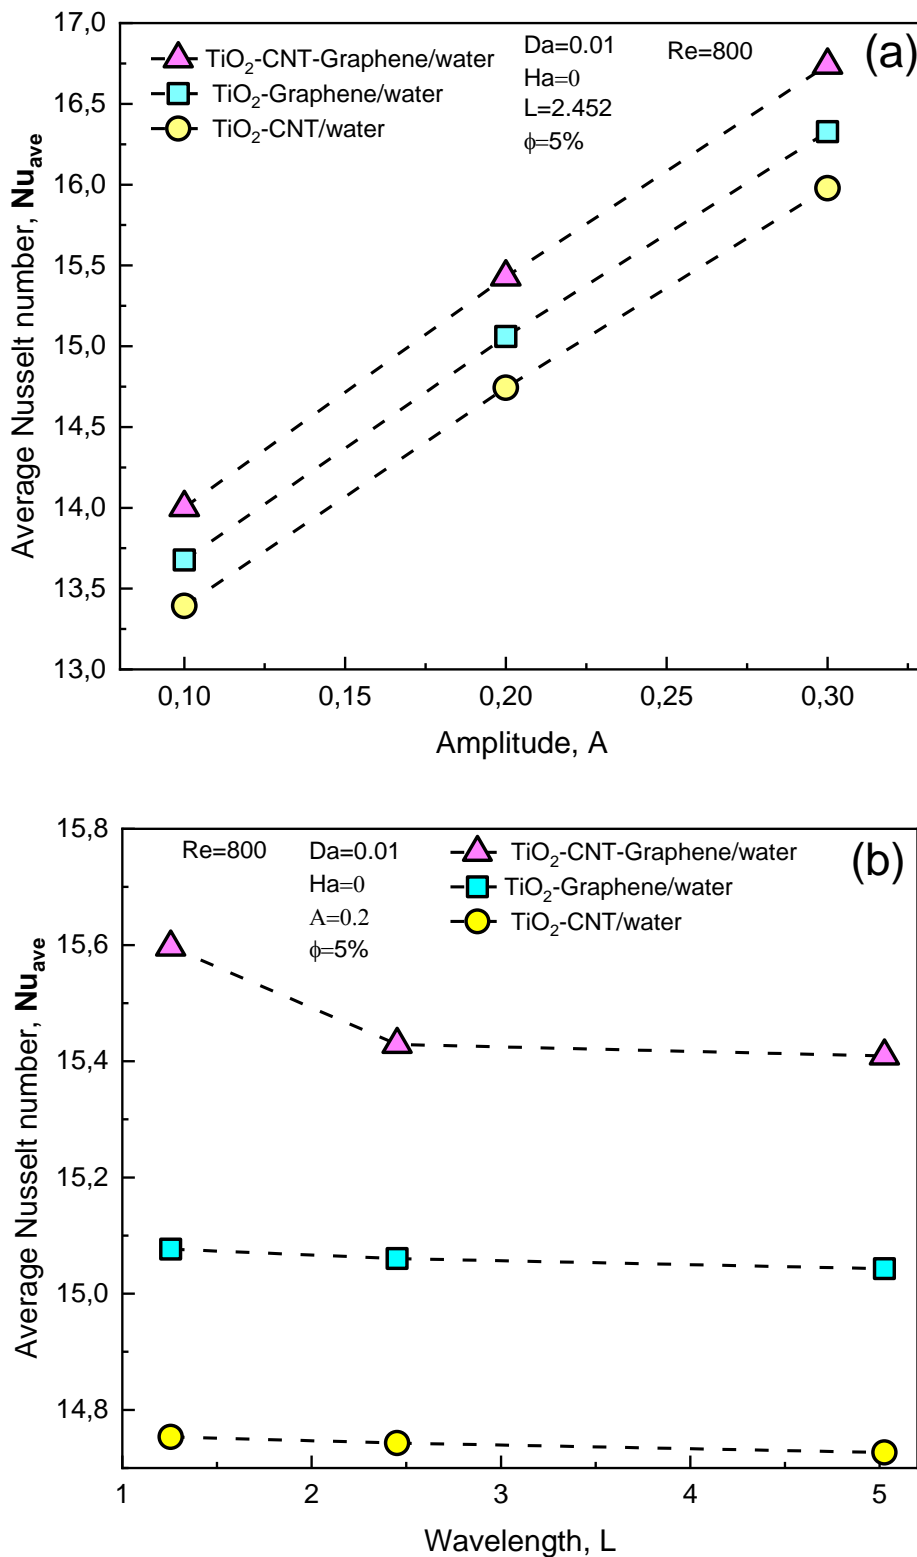 (a)
TiO2-CNT-Graphene/water
TiO2-Graphene/water
TiO2-CNT/water
Da=0.01
Ha=0
L=2.452
ϕ=5%
Re=800
Average Nusselt number, Nuave
17,0
16,5
16,0
15,5
15,0
14,5
14,0
13,5
13,0
0,10
0,15
0,20
0,25
0,30
Amplitude, A
(b)
Re=800
Da=0.01
Ha=0
A=0.2
ϕ=5%
TiO2-CNT-Graphene/water
TiO2-Graphene/water
TiO2-CNT/water
Average Nusselt number, Nuave
15,8
15,6
15,4
15,2
15,0
14,8
1
2
3
4
5
Wavelength, L